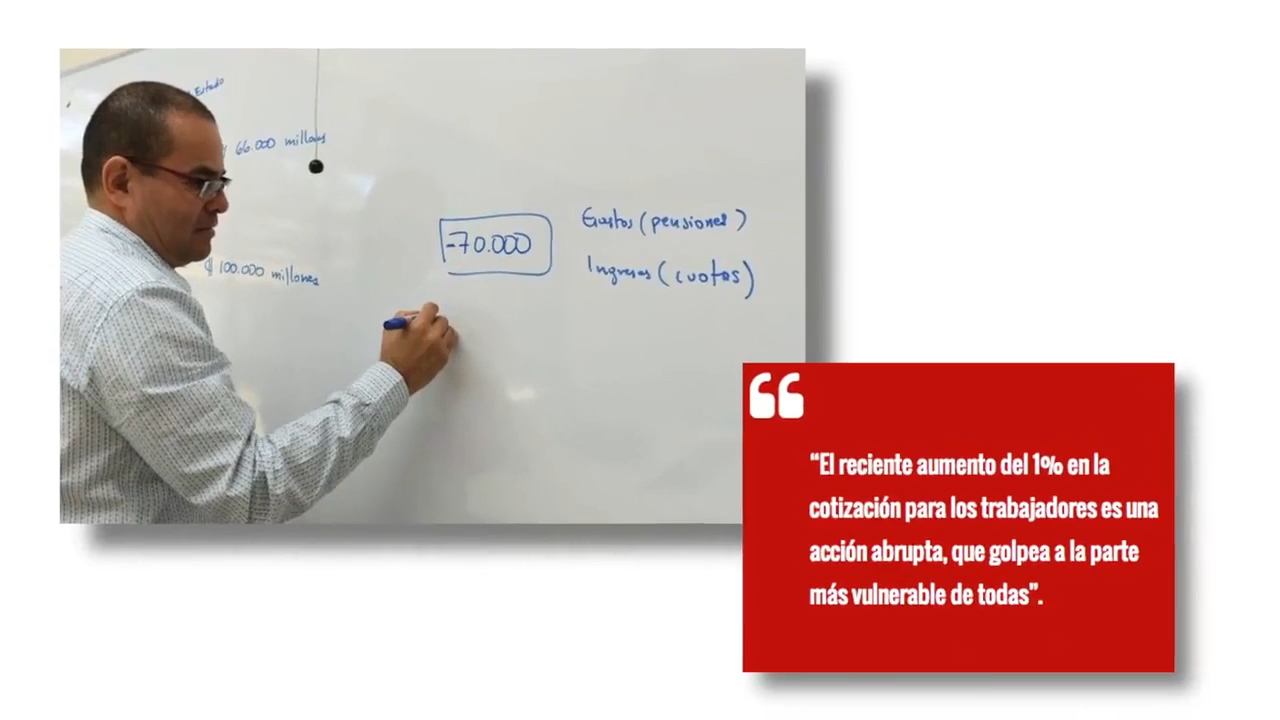 Estado
₡ 66.000 millones
₡ 100.000 millones
-70.000
Gastos (pensiones)
Ingresos (cuotas)
“El reciente aumento del 1% en la
cotización para los trabajadores es una
acción abrupta, que golpea a la parte
más vulnerable de todas”.